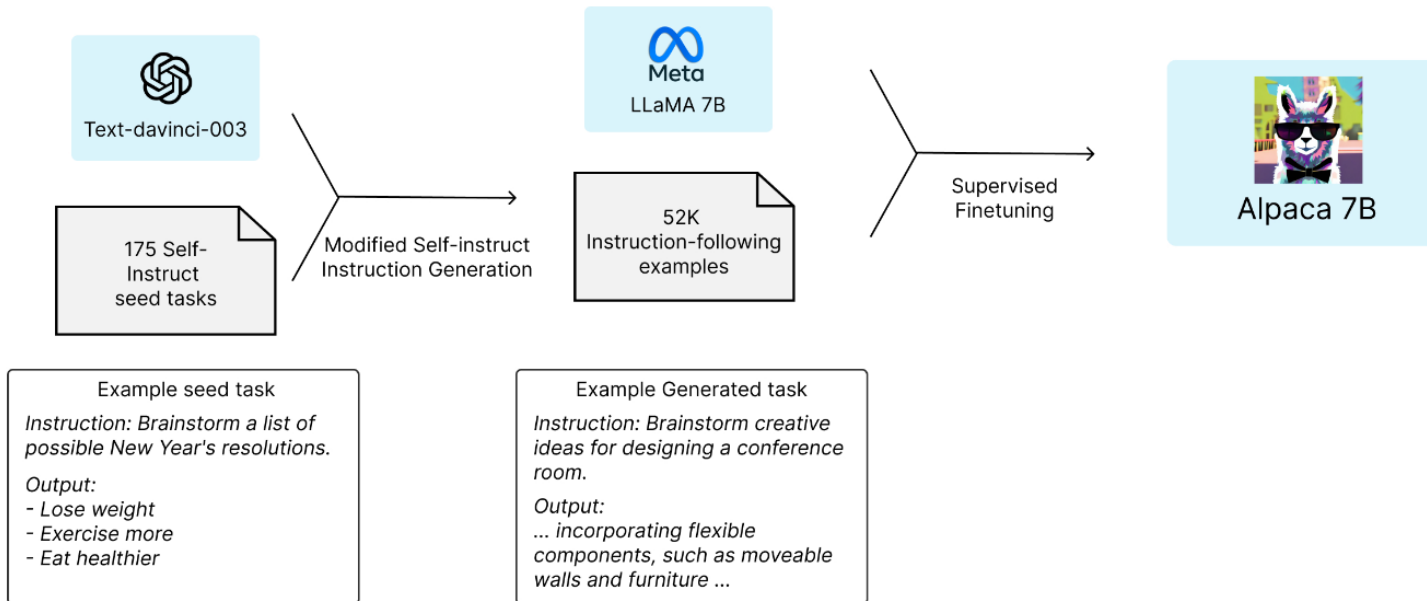 Text-davinci-003
175 Self-
Instruct
seed tasks
Modified Self-instruct
Instruction Generation
Meta
LLaMA 7B
52K
Instruction-following
examples
Supervised
Finetuning
Alpaca 7B
Example seed task
Instruction: Brainstorm a list of
possible New Year's resolutions.
Output:
- Lose weight
- Exercise more
- Eat healthier
Example Generated task
Instruction: Brainstorm creative
ideas for designing a conference
room.
Output:
... incorporating flexible
components, such as moveable
walls and furniture ...